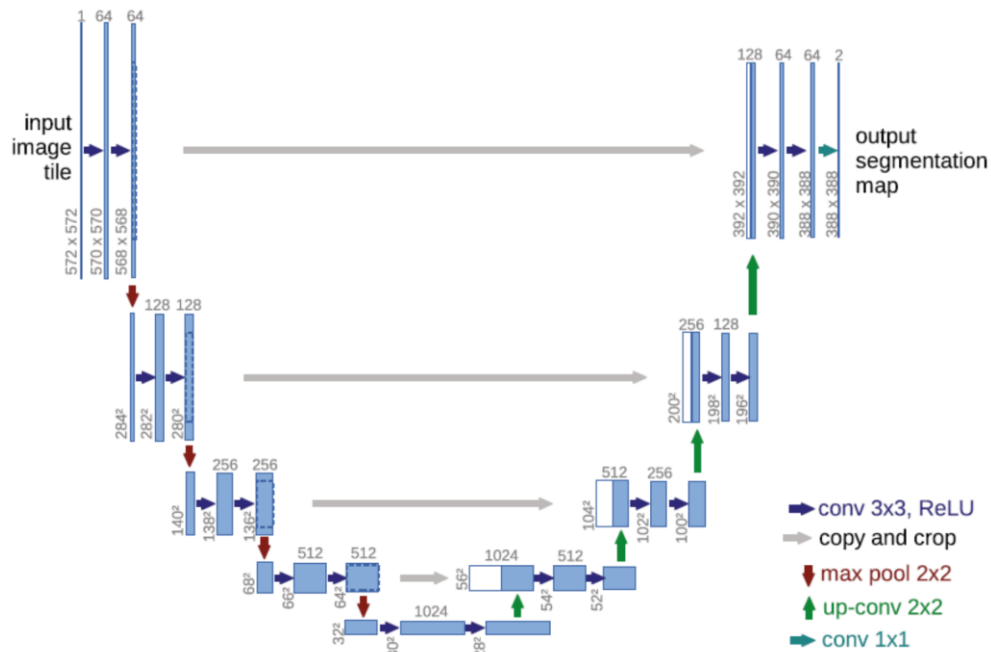 1 64 64
128 64 64 2
input
image
tile
output
segmentation
map
572 x 572
570 x 570
568 x 568
392 x 392
390 x 390
388 x 388
388 x 388
128 128
256 128
284²
282²
280²
200²
198²
196²
256 256
512 256
140²
138²
136²
104²
102²
100²
512 512
1024 512
68²
66²
64²
56²
54²
52²
1024
32²
conv 3x3, ReLU
copy and crop
max pool 2x2
up-conv 2x2
conv 1x1